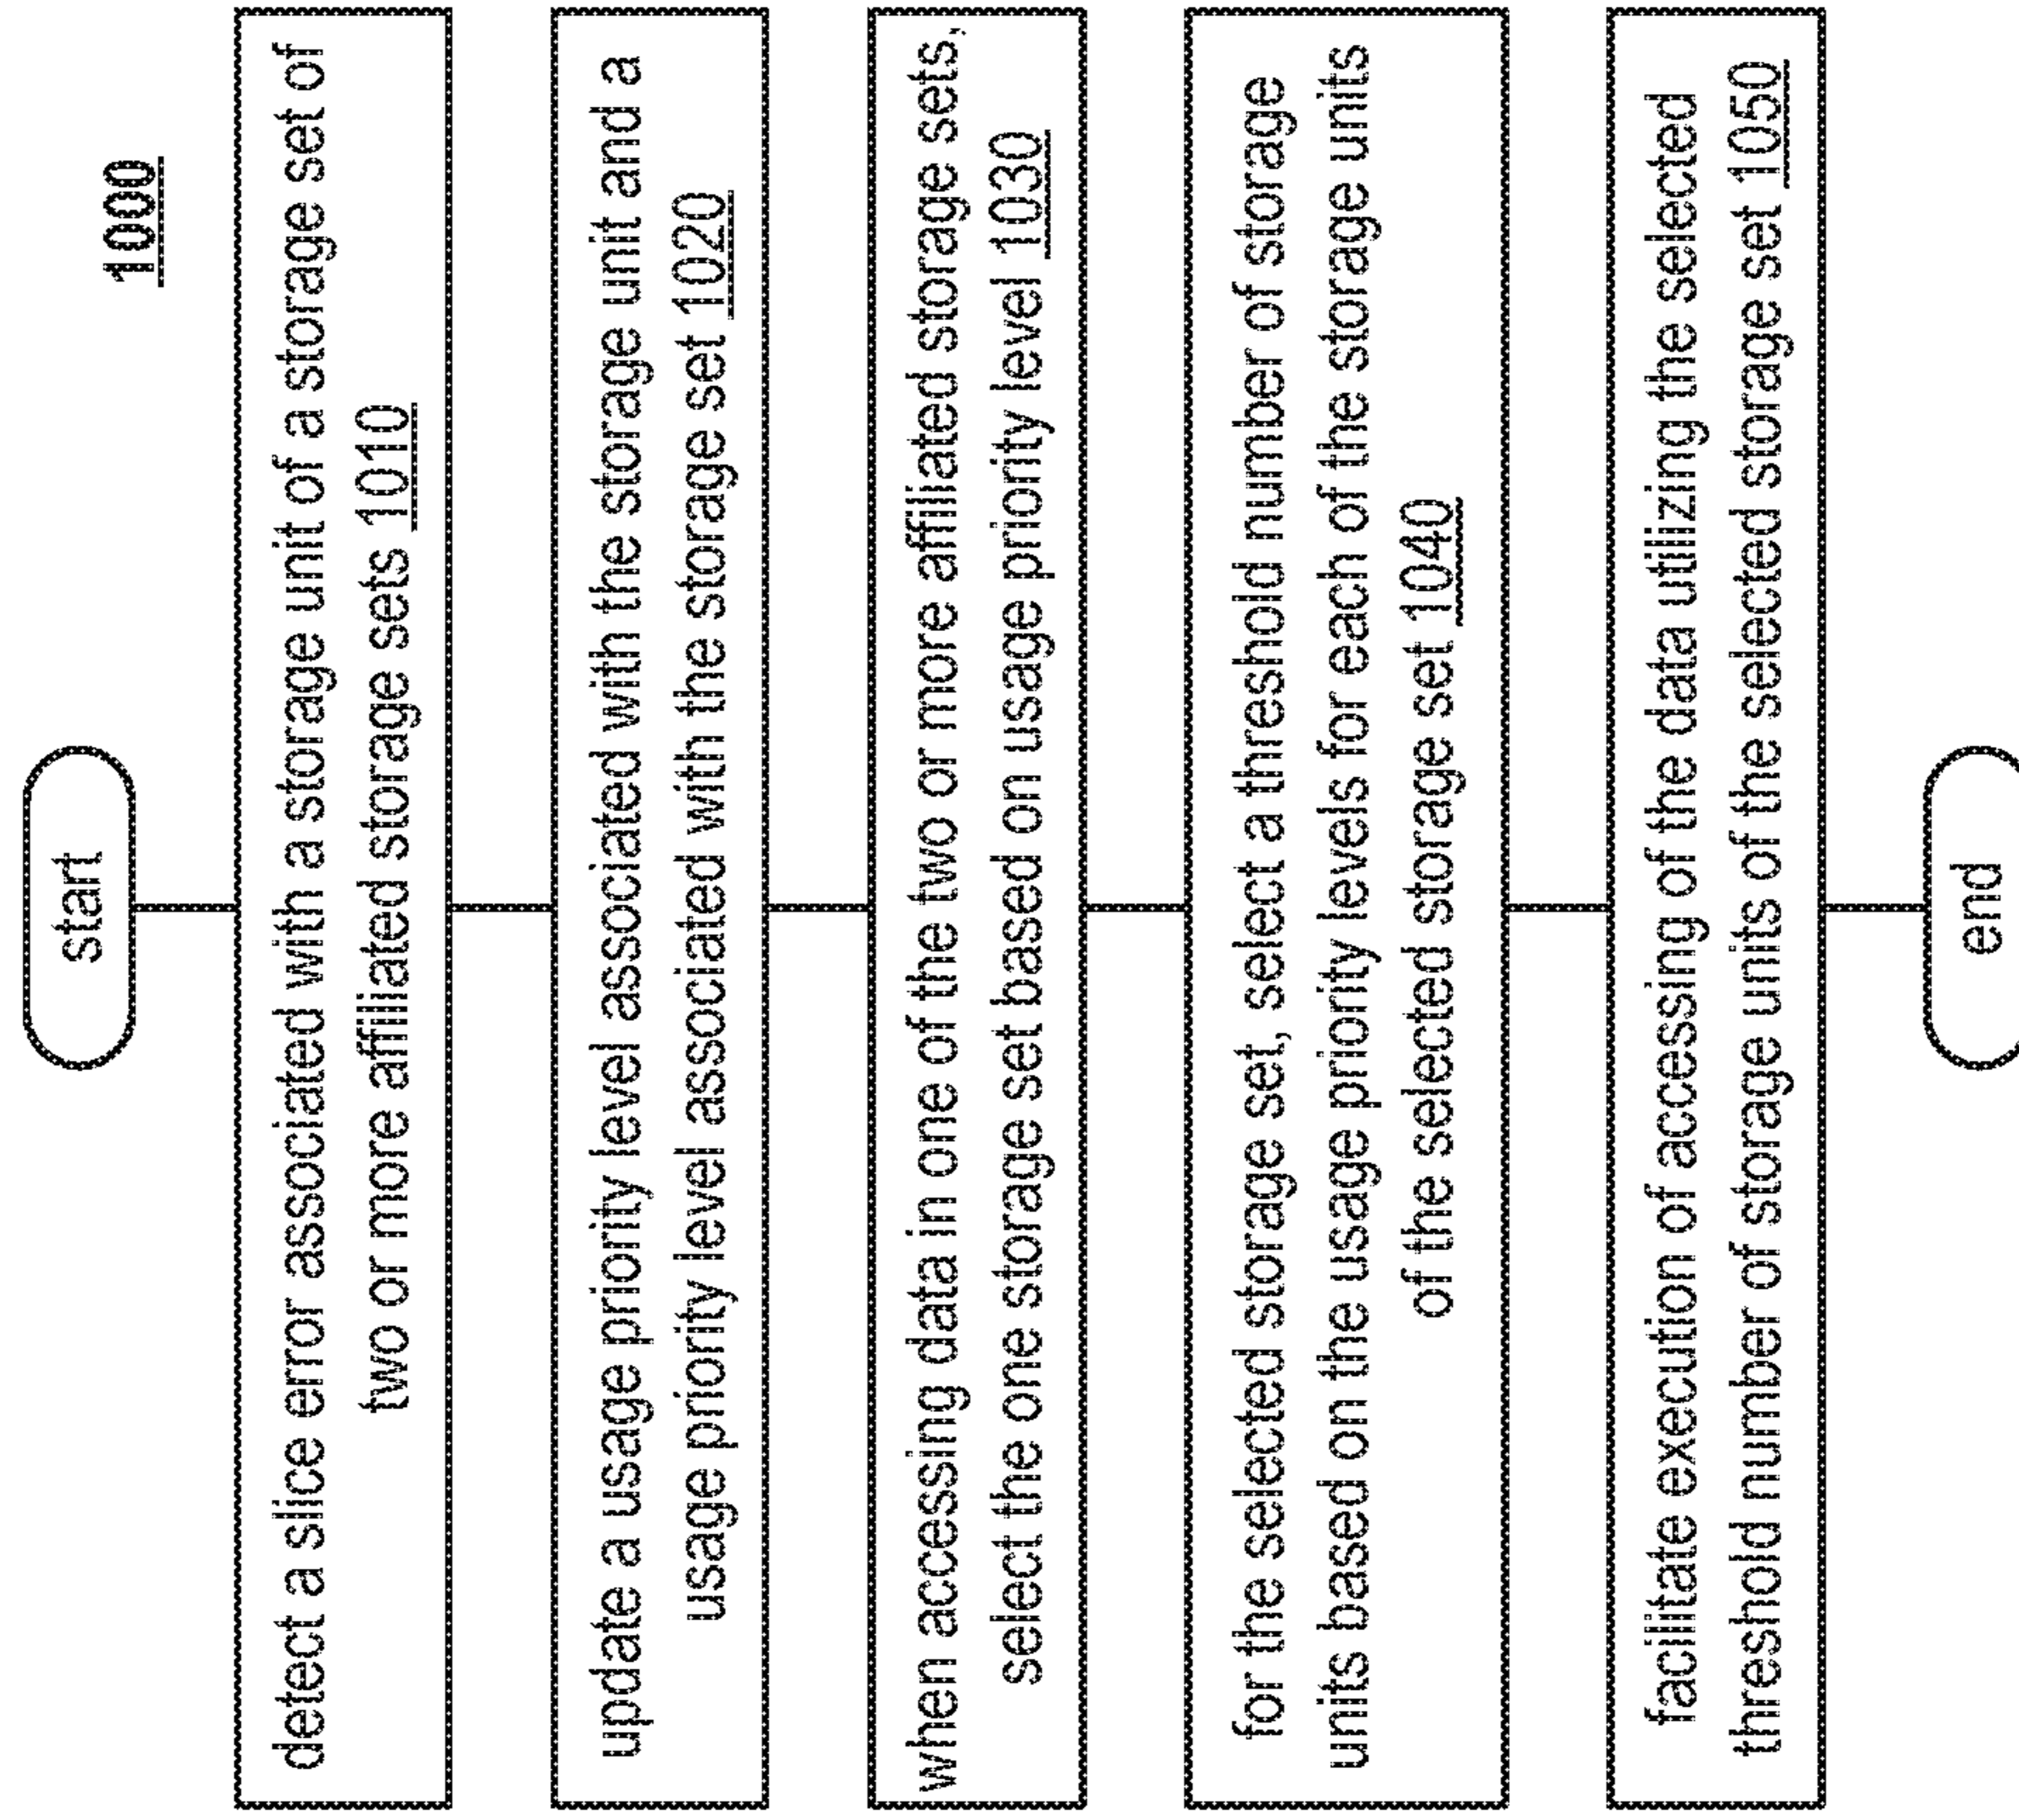 1000
start
detect a slice error associated with a storage unit of a storage set of
two or more affiliated storage sets 1010
update a usage priority level associated with the storage unit and a
usage priority level associated with the storage set 1020
when accessing data in one of the two or more affiliated storage sets,
select the one storage set based on usage priority level 1030
for the selected storage set, select a threshold number of storage
units based on the usage priority levels for each of the storage units
of the selected storage set 1040
facilitate execution of accessing of the data utilizing the selected
threshold number of storage units of the selected storage set 1050
end